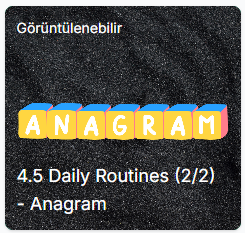 Görüntülenebilir
ANAGRAM
4.5 Daily Routines (2/2)
- Anagram